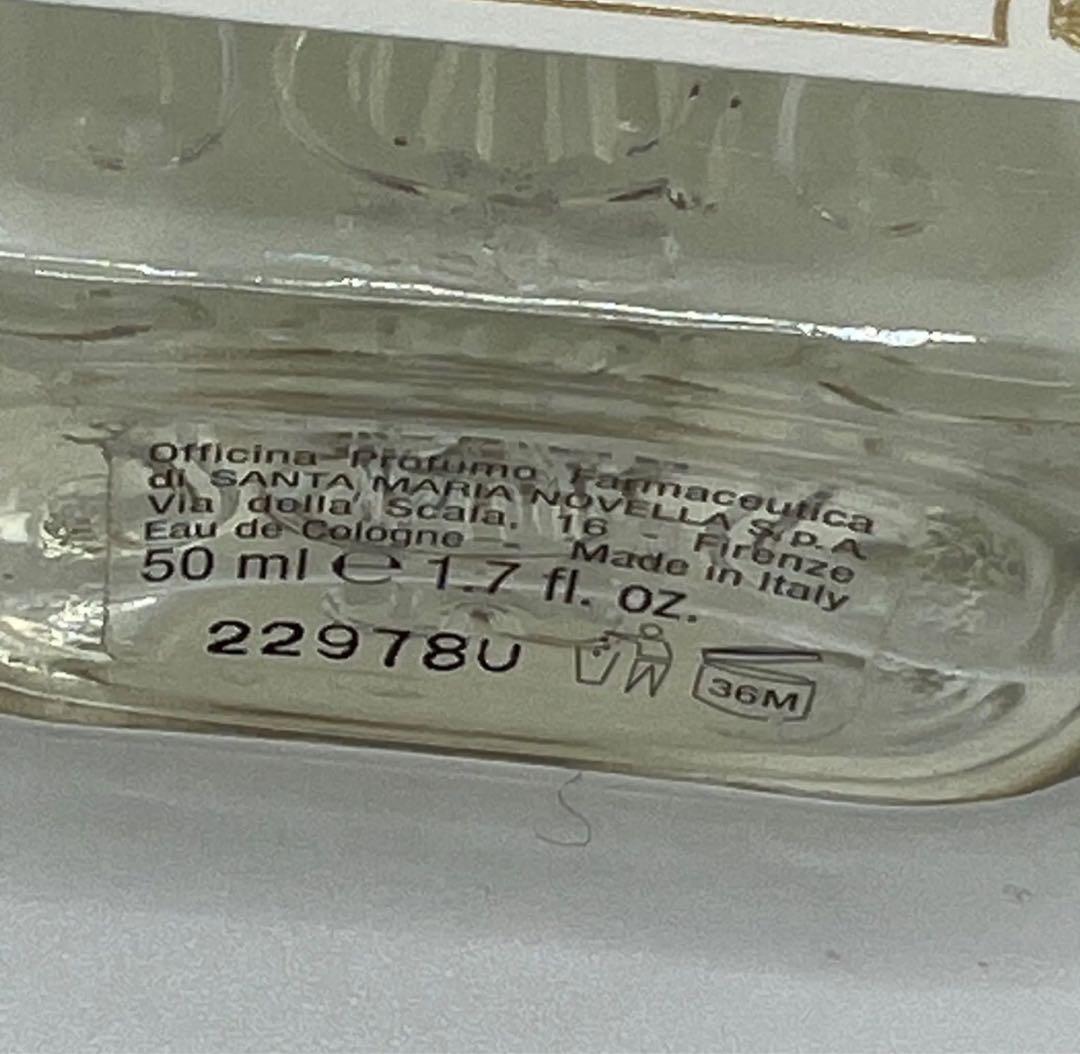 Officina Profumo Farmaceutica
di SANTA MARIA NOVELLA S.p.A
Via della Scala, 16 - Firenze
Eau de Cologne - Made in Italy
50 ml ℮ 1.7 fl. oz.
22978U
36M